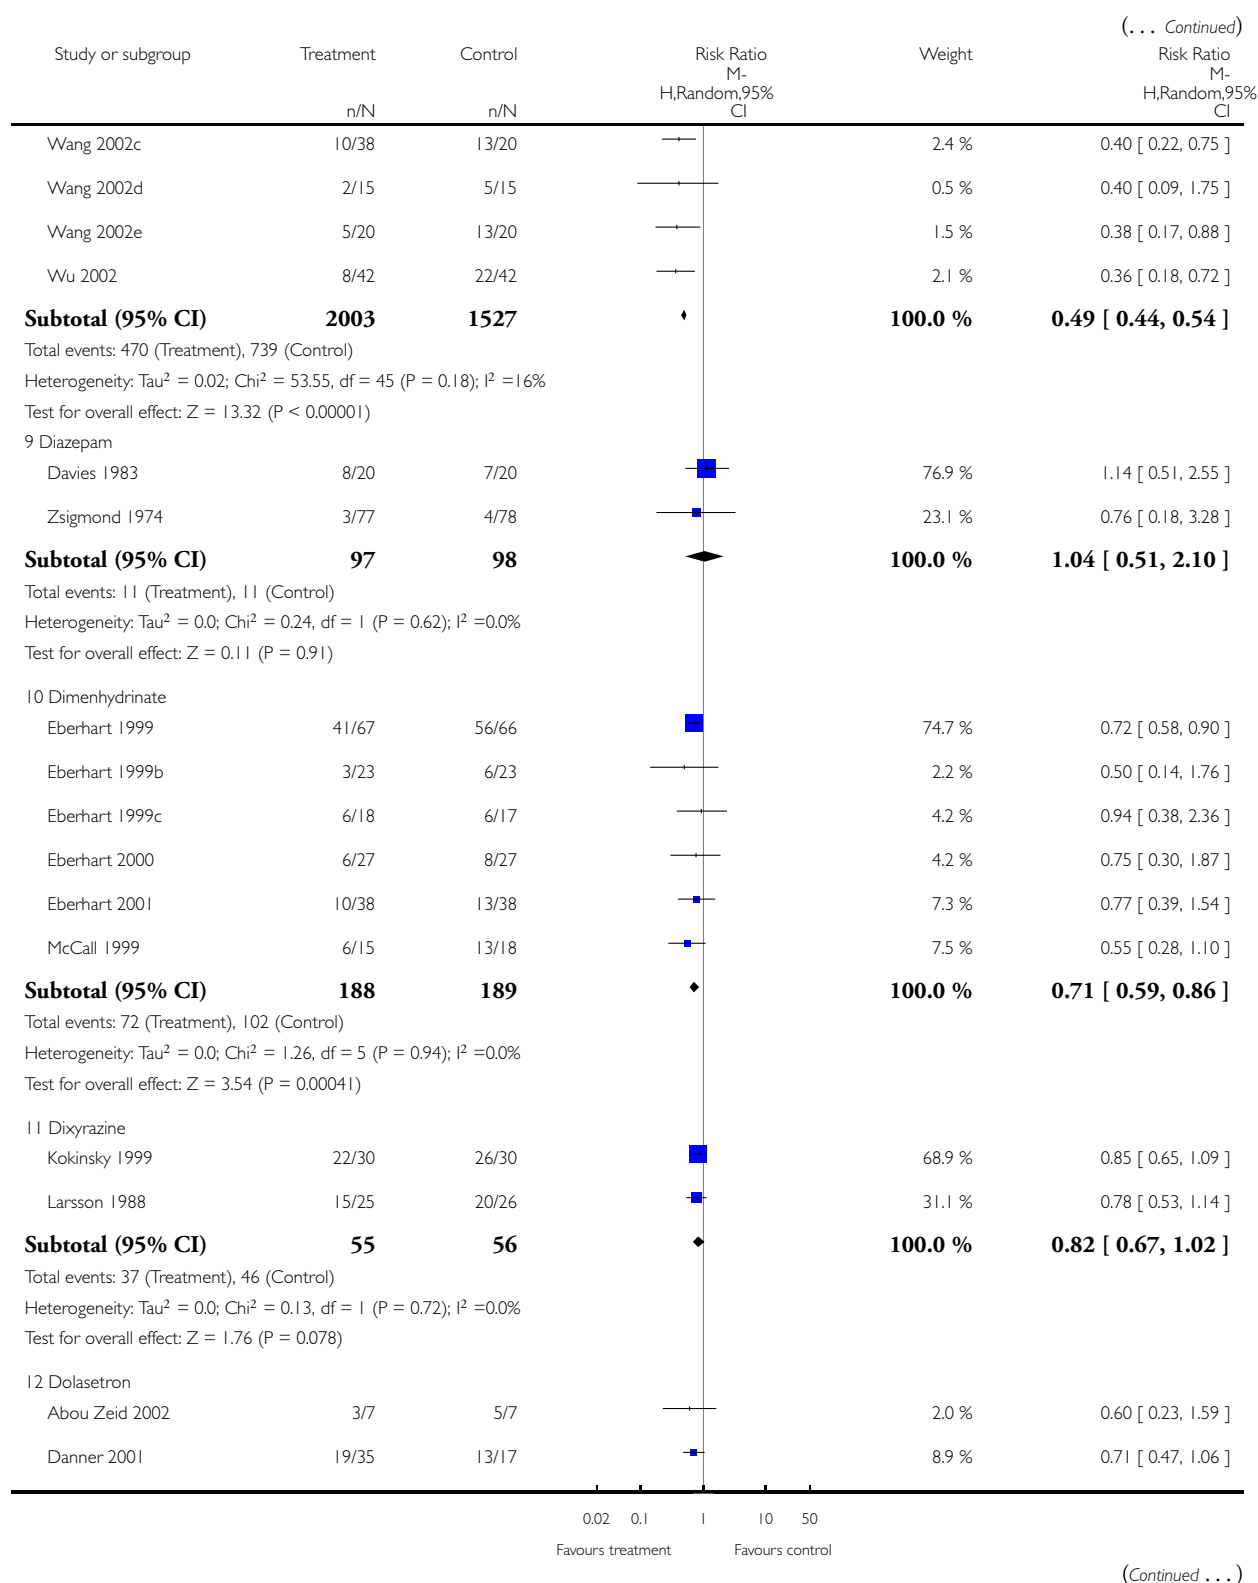 (... Continued)
Study or subgroup Treatment Control Risk Ratio Weight Risk Ratio
M- M-
H,Random,95% H,Random,95%
n/N n/N CI CI
Wang 2002c 10/38 13/20 2.4 % 0.40 [ 0.22, 0.75 ]
Wang 2002d 2/15 5/15 0.5 % 0.40 [ 0.09, 1.75 ]
Wang 2002e 5/20 13/20 1.5 % 0.38 [ 0.17, 0.88 ]
Wu 2002 8/42 22/42 2.1 % 0.36 [ 0.18, 0.72 ]
Subtotal (95% CI) 2003 1527 100.0 % 0.49 [ 0.44, 0.54 ]
Total events: 470 (Treatment), 739 (Control)
Heterogeneity: Tau² = 0.02; Chi² = 53.55, df = 45 (P = 0.18); I² =16%
Test for overall effect: Z = 13.32 (P < 0.00001)
9 Diazepam
Davies 1983 8/20 7/20 76.9 % 1.14 [ 0.51, 2.55 ]
Zsigmond 1974 3/77 4/78 23.1 % 0.76 [ 0.18, 3.28 ]
Subtotal (95% CI) 97 98 100.0 % 1.04 [ 0.51, 2.10 ]
Total events: 11 (Treatment), 11 (Control)
Heterogeneity: Tau² = 0.0; Chi² = 0.24, df = 1 (P = 0.62); I² =0.0%
Test for overall effect: Z = 0.11 (P = 0.91)
10 Dimenhydrinate
Eberhart 1999 41/67 56/66 74.7 % 0.72 [ 0.58, 0.90 ]
Eberhart 1999b 3/23 6/23 2.2 % 0.50 [ 0.14, 1.76 ]
Eberhart 1999c 6/18 6/17 4.2 % 0.94 [ 0.38, 2.36 ]
Eberhart 2000 6/27 8/27 4.2 % 0.75 [ 0.30, 1.87 ]
Eberhart 2001 10/38 13/38 7.3 % 0.77 [ 0.39, 1.54 ]
McCall 1999 6/15 13/18 7.5 % 0.55 [ 0.28, 1.10 ]
Subtotal (95% CI) 188 189 100.0 % 0.71 [ 0.59, 0.86 ]
Total events: 72 (Treatment), 102 (Control)
Heterogeneity: Tau² = 0.0; Chi² = 1.26, df = 5 (P = 0.94); I² =0.0%
Test for overall effect: Z = 3.54 (P = 0.00041)
11 Dixyrazine
Kokinsky 1999 22/30 26/30 68.9 % 0.85 [ 0.65, 1.09 ]
Larsson 1988 15/25 20/26 31.1 % 0.78 [ 0.53, 1.14 ]
Subtotal (95% CI) 55 56 100.0 % 0.82 [ 0.67, 1.02 ]
Total events: 37 (Treatment), 46 (Control)
Heterogeneity: Tau² = 0.0; Chi² = 0.13, df = 1 (P = 0.72); I² =0.0%
Test for overall effect: Z = 1.76 (P = 0.078)
12 Dolasetron
Abou Zeid 2002 3/7 5/7 2.0 % 0.60 [ 0.23, 1.59 ]
Danner 2001 19/35 13/17 8.9 % 0.71 [ 0.47, 1.06 ]
0.02 0.1 1 10 50
Favours treatment Favours control
(Continued ...)